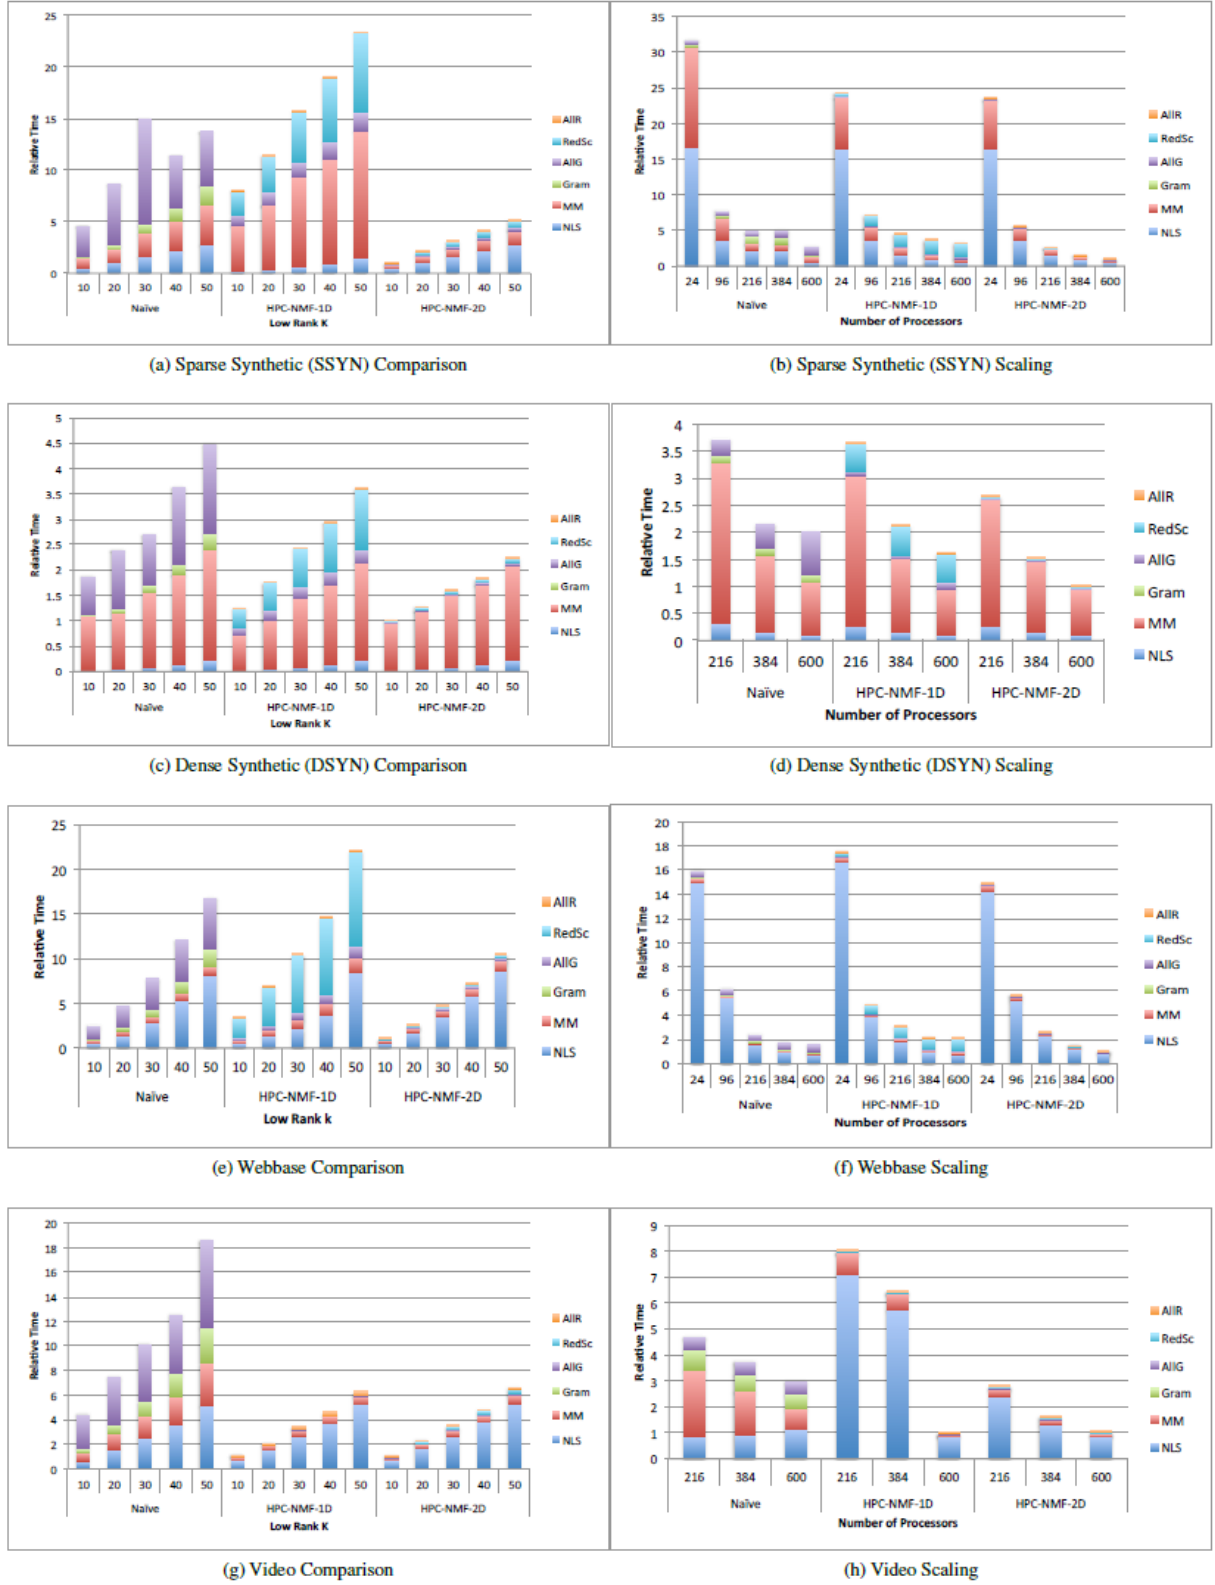 25
20
15
10
5
0
Relative Time
10 20 30 40 50 10 20 30 40 50 10 20 30 40 50
Naïve HPC-NMF-1D HPC-NMF-2D
Low Rank K
AllR
RedSc
AllG
Gram
MM
NLS
(a) Sparse Synthetic (SSYN) Comparison
35
30
25
20
15
10
5
0
Relative Time
24 96 216 384 600 24 96 216 384 600 24 96 216 384 600
Naïve HPC-NMF-1D HPC-NMF-2D
Number of Processors
AllR
RedSc
AllG
Gram
MM
NLS
(b) Sparse Synthetic (SSYN) Scaling
5
4.5
4
3.5
3
2.5
2
1.5
1
0.5
0
Relative Time
10 20 30 40 50 10 20 30 40 50 10 20 30 40 50
Naïve HPC-NMF-1D HPC-NMF-2D
Low Rank K
AllR
RedSc
AllG
Gram
MM
NLS
(c) Dense Synthetic (DSYN) Comparison
4
3.5
3
2.5
2
1.5
1
0.5
0
Relative Time
216 384 600 216 384 600 216 384 600
Naïve HPC-NMF-1D HPC-NMF-2D
Number of Processors
AllR
RedSc
AllG
Gram
MM
NLS
(d) Dense Synthetic (DSYN) Scaling
25
20
15
10
5
0
Relative Time
10 20 30 40 50 10 20 30 40 50 10 20 30 40 50
Naïve HPC-NMF-1D HPC-NMF-2D
Low Rank k
AllR
RedSc
AllG
Gram
MM
NLS
(e) Webbase Comparison
20
18
16
14
12
10
8
6
4
2
0
Relative Time
24 96 216 384 600 24 96 216 384 600 24 96 216 384 600
Naïve HPC-NMF-1D HPC-NMF-2D
Number of Processors
AllR
RedSc
AllG
Gram
MM
NLS
(f) Webbase Scaling
20
18
16
14
12
10
8
6
4
2
0
Relative Time
10 20 30 40 50 10 20 30 40 50 10 20 30 40 50
Naïve HPC-NMF-1D HPC-NMF-2D
Low Rank K
AllR
RedSc
AllG
Gram
MM
NLS
(g) Video Comparison
9
8
7
6
5
4
3
2
1
0
Relative Time
216 384 600 216 384 600 216 384 600
Naïve HPC-NMF-1D HPC-NMF-2D
Number of Processors
AllR
RedSc
AllG
Gram
MM
NLS
(h) Video Scaling